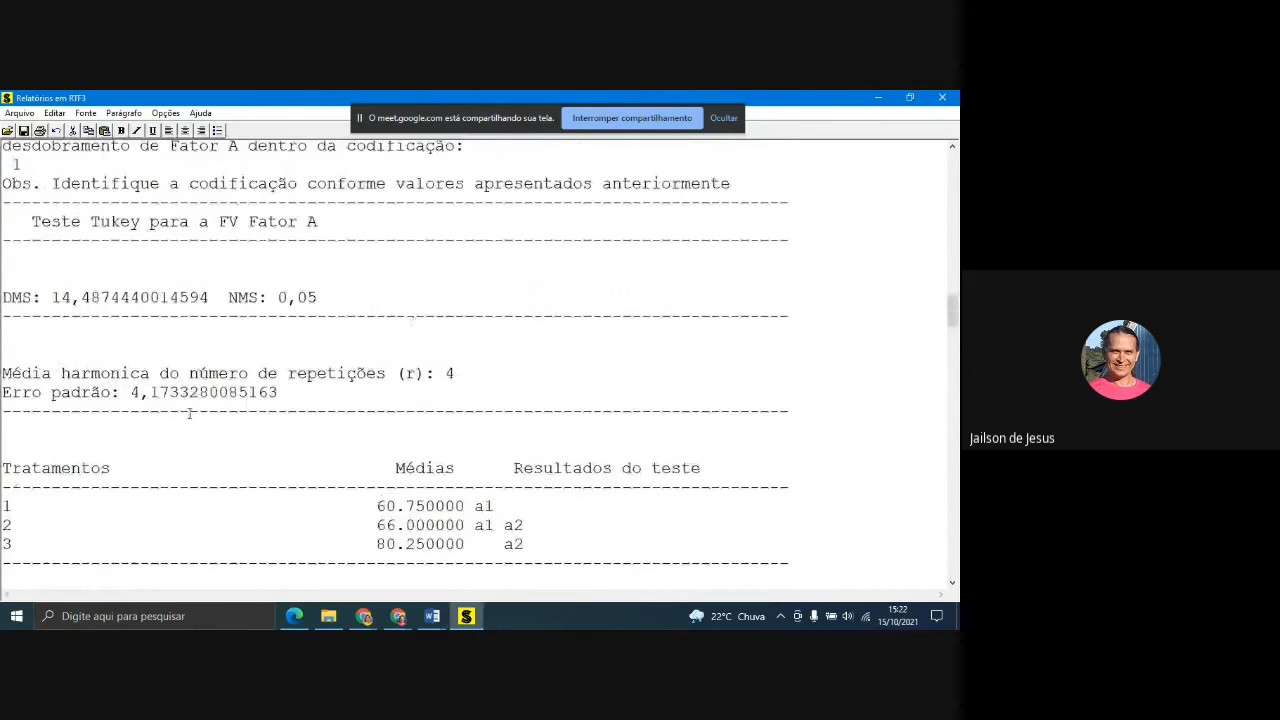 Relatórios em RTF3
Arquivo Editar Fonte Parágrafo Opções Ajuda
O meet.google.com está compartilhando sua tela. Interromper compartilhamento Ocultar
desdobramento de Fator A dentro da codificação:
1
Obs. Identifique a codificação conforme valores apresentados anteriormente
--------------------------------------------------------------------------------
Teste Tukey para a FV Fator A
--------------------------------------------------------------------------------
DMS: 14,4874440014594 NMS: 0,05
--------------------------------------------------------------------------------
Média harmonica do número de repetições (r): 4
Erro padrão: 4,1733280085163
--------------------------------------------------------------------------------
Tratamentos Médias Resultados do teste
--------------------------------------------------------------------------------
1 60.750000 a1
2 66.000000 a1 a2
3 80.250000 a2
--------------------------------------------------------------------------------
Jailson de Jesus
Digite aqui para pesquisar
22°C Chuva
15:22
15/10/2021